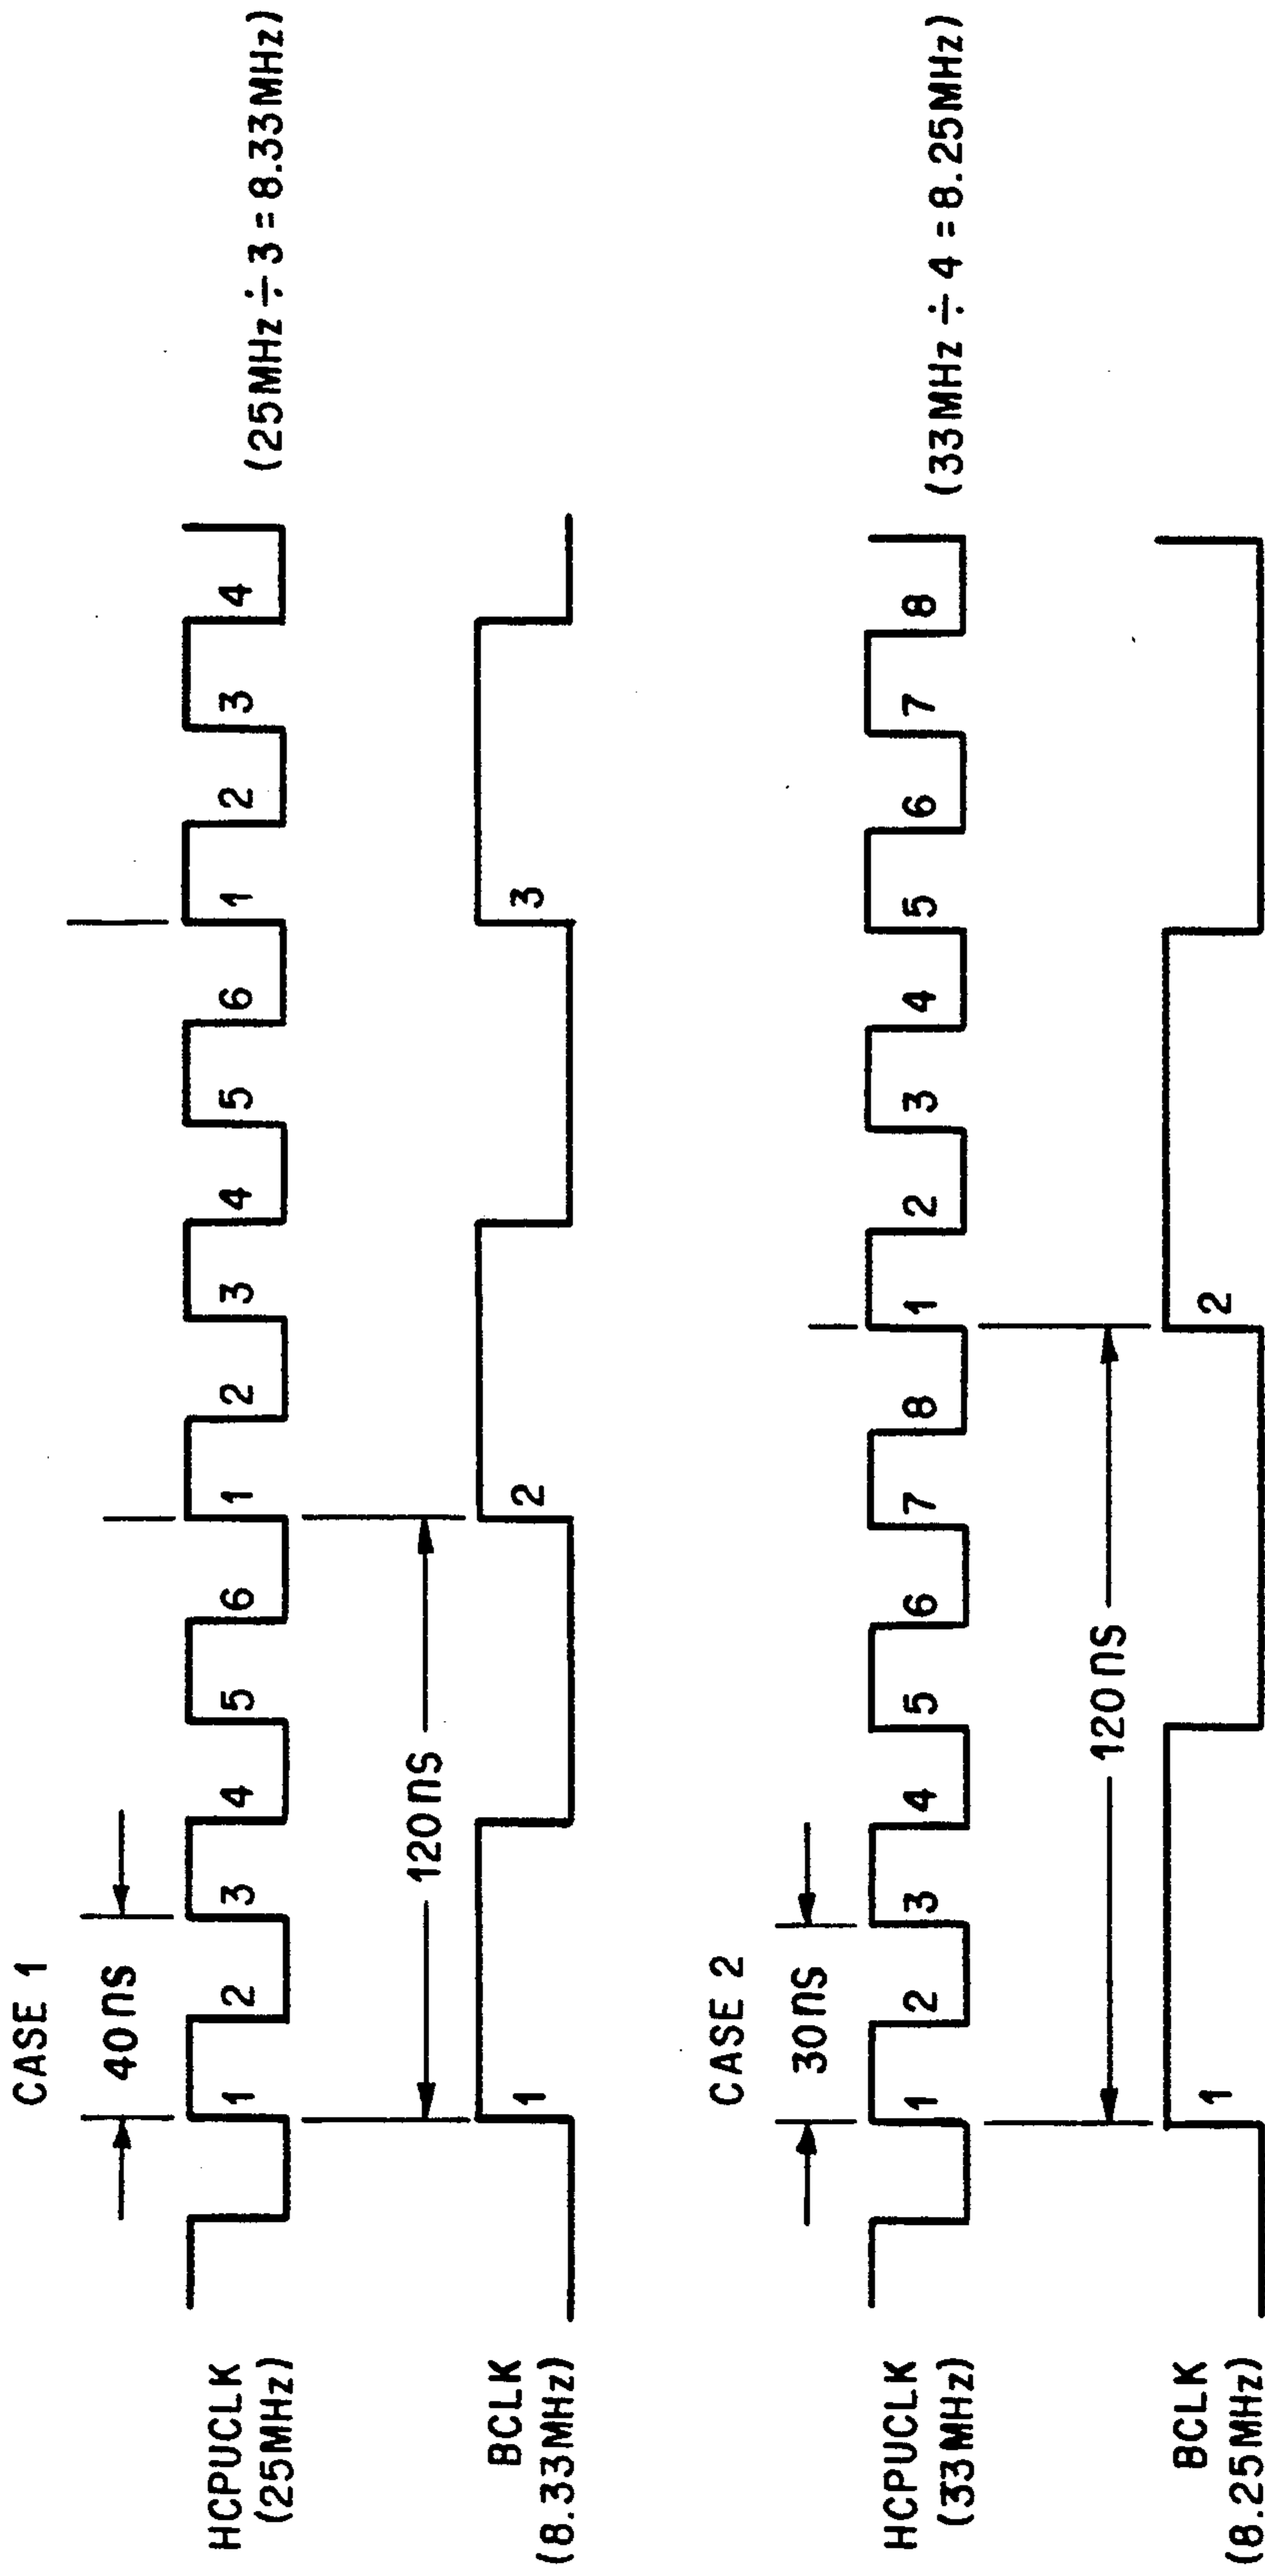 CASE 1
40 ns
HCPUCLK
(25MHz)
1 2 3 4 5 6 1 2 3 4 5 6 1 2 3 4
(25MHz ÷ 3 = 8.33MHz)
120 ns
BCLK
(8.33MHz)
1 2 3
CASE 2
30 ns
HCPUCLK
(33MHz)
1 2 3 4 5 6 7 8 1 2 3 4 5 6 7 8
(33MHz ÷ 4 = 8.25MHz)
120 ns
BCLK
(8.25MHz)
1 2